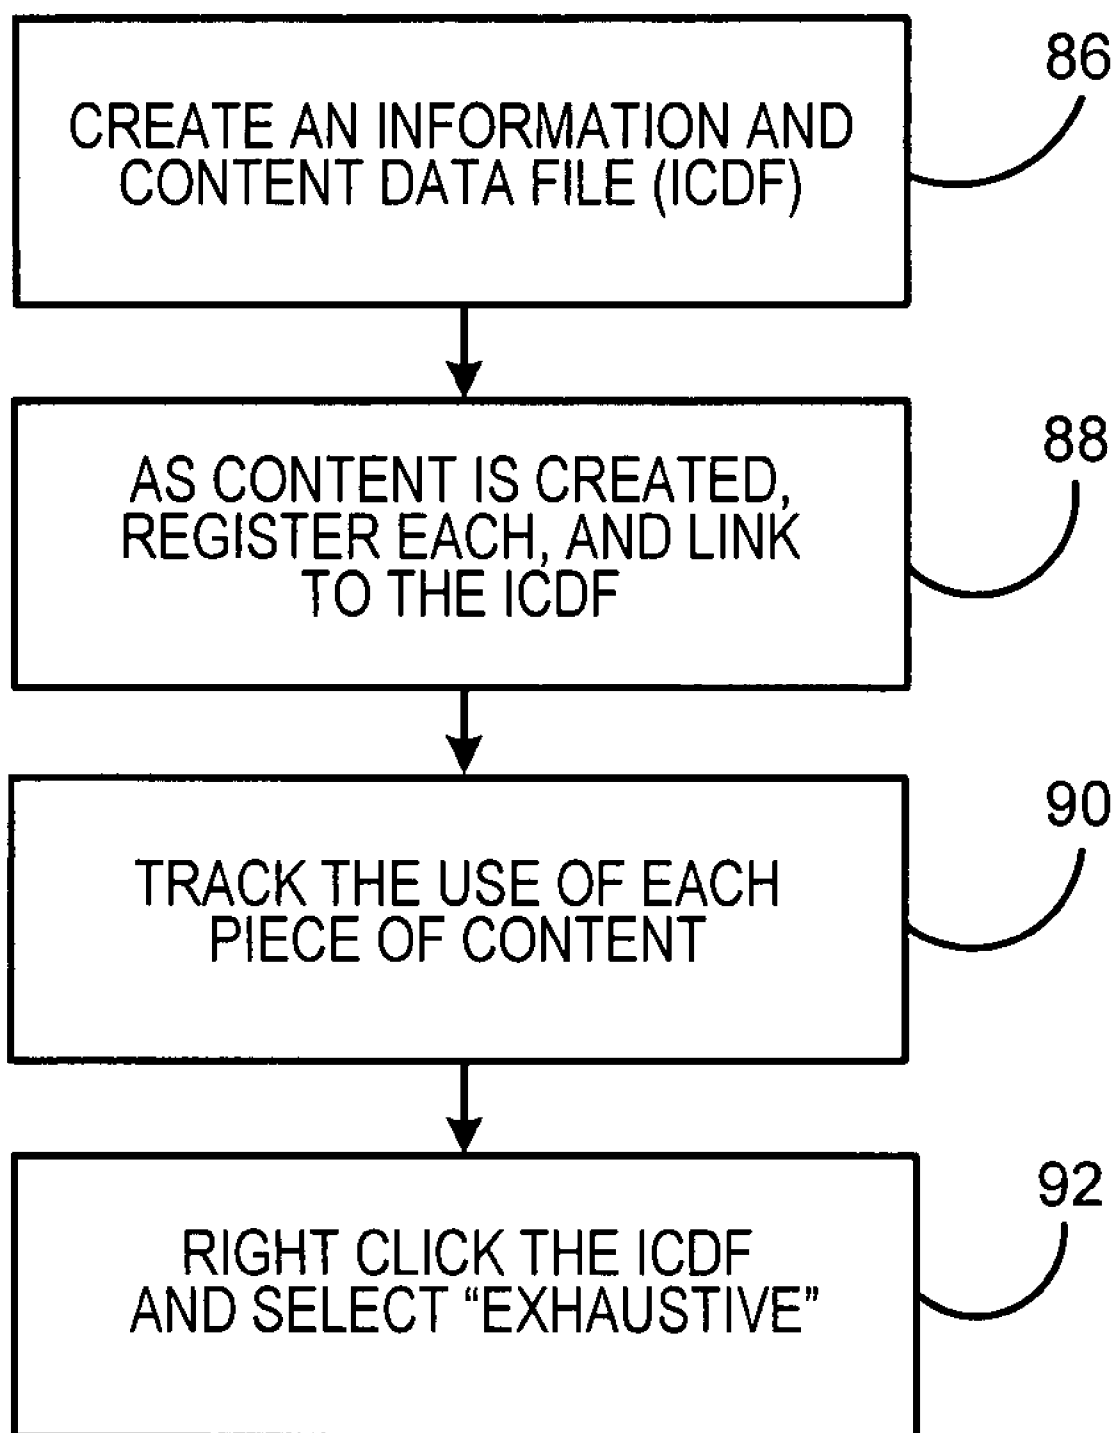 86
CREATE AN INFORMATION AND
CONTENT DATA FILE (ICDF)
88
AS CONTENT IS CREATED,
REGISTER EACH, AND LINK
TO THE ICDF
90
TRACK THE USE OF EACH
PIECE OF CONTENT
92
RIGHT CLICK THE ICDF
AND SELECT “EXHAUSTIVE”